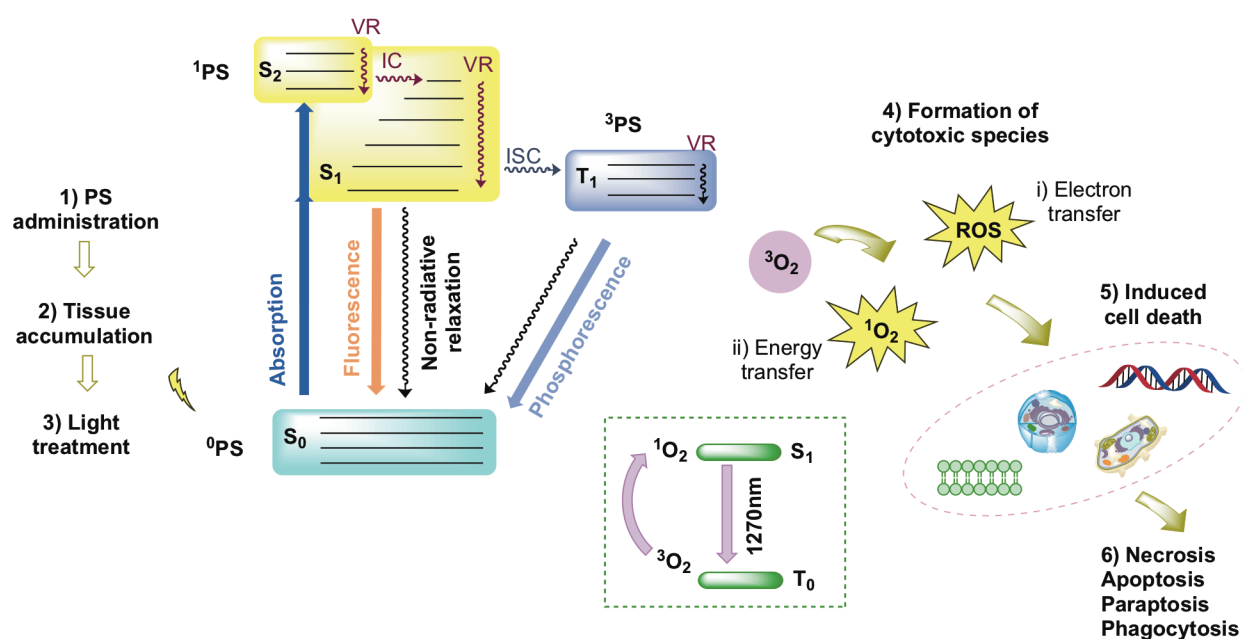 1) PS
administration
2) Tissue
accumulation
3) Light
treatment
¹PS
S₂
VR
IC
VR
S₁
ISC
³PS
VR
T₁
Absorption
Fluorescence
Non-radiative
relaxation
Phosphorescence
⁰PS
S₀
4) Formation of
cytotoxic species
i) Electron
transfer
ROS
³O₂
¹O₂
ii) Energy
transfer
5) Induced
cell death
¹O₂
S₁
1270nm
³O₂
T₀
6) Necrosis
Apoptosis
Paraptosis
Phagocytosis